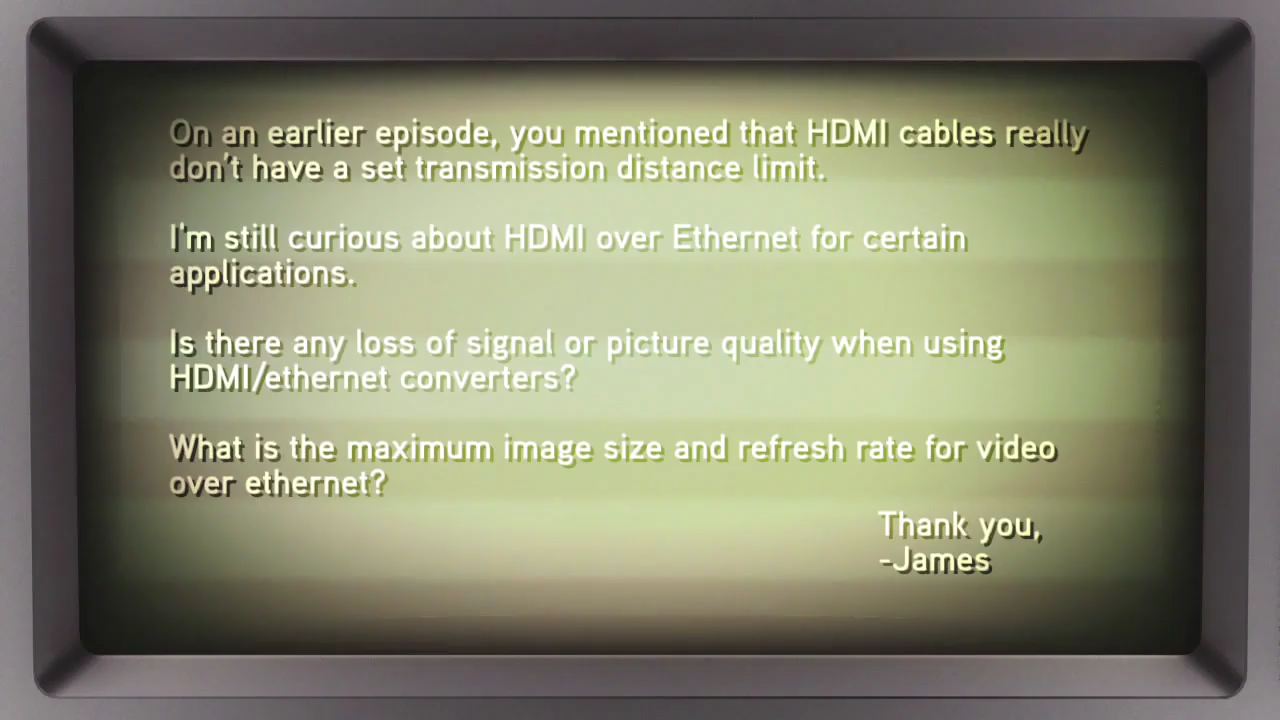 On an earlier episode, you mentioned that HDMI cables really
don't have a set transmission distance limit.
I'm still curious about HDMI over Ethernet for certain
applications.
Is there any loss of signal or picture quality when using
HDMI/ethernet converters?
What is the maximum image size and refresh rate for video
over ethernet?
Thank you,
-James